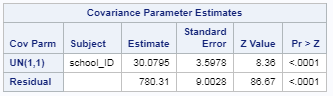 Covariance Parameter Estimates
Cov Parm Subject Estimate Standard Error Z Value Pr > Z
UN(1,1) school_ID 30.0795 3.5978 8.36 <.0001
Residual 780.31 9.0028 86.67 <.0001